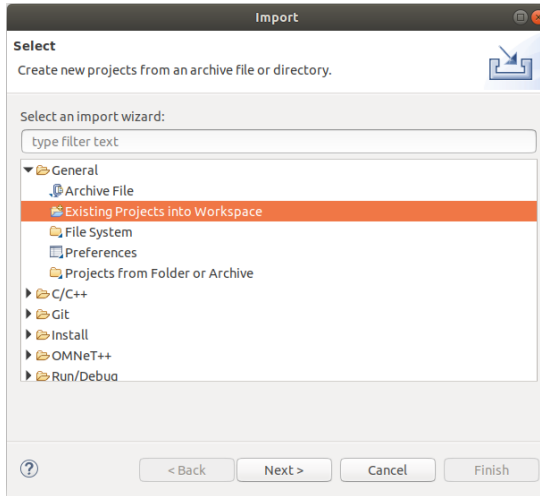 Import
Select
Create new projects from an archive file or directory.
Select an import wizard:
type filter text
General
Archive File
Existing Projects into Workspace
File System
Preferences
Projects from Folder or Archive
C/C++
Git
Install
OMNeT++
Run/Debug
?
< Back
Next >
Cancel
Finish